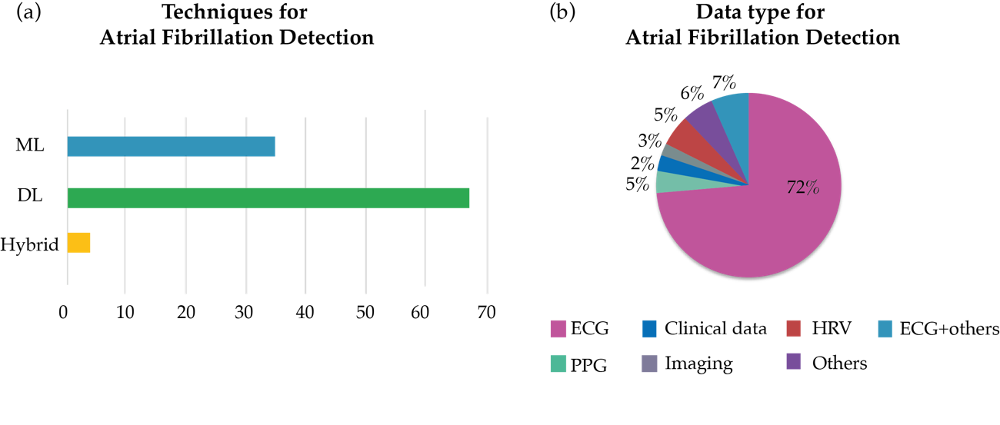 (a)
Techniques for
Atrial Fibrillation Detection
ML
DL
Hybrid
0 10 20 30 40 50 60 70
(b)
Data type for
Atrial Fibrillation Detection
7%
6%
5%
3%
2%
5%
72%
ECG Clinical data HRV ECG+others
PPG Imaging Others